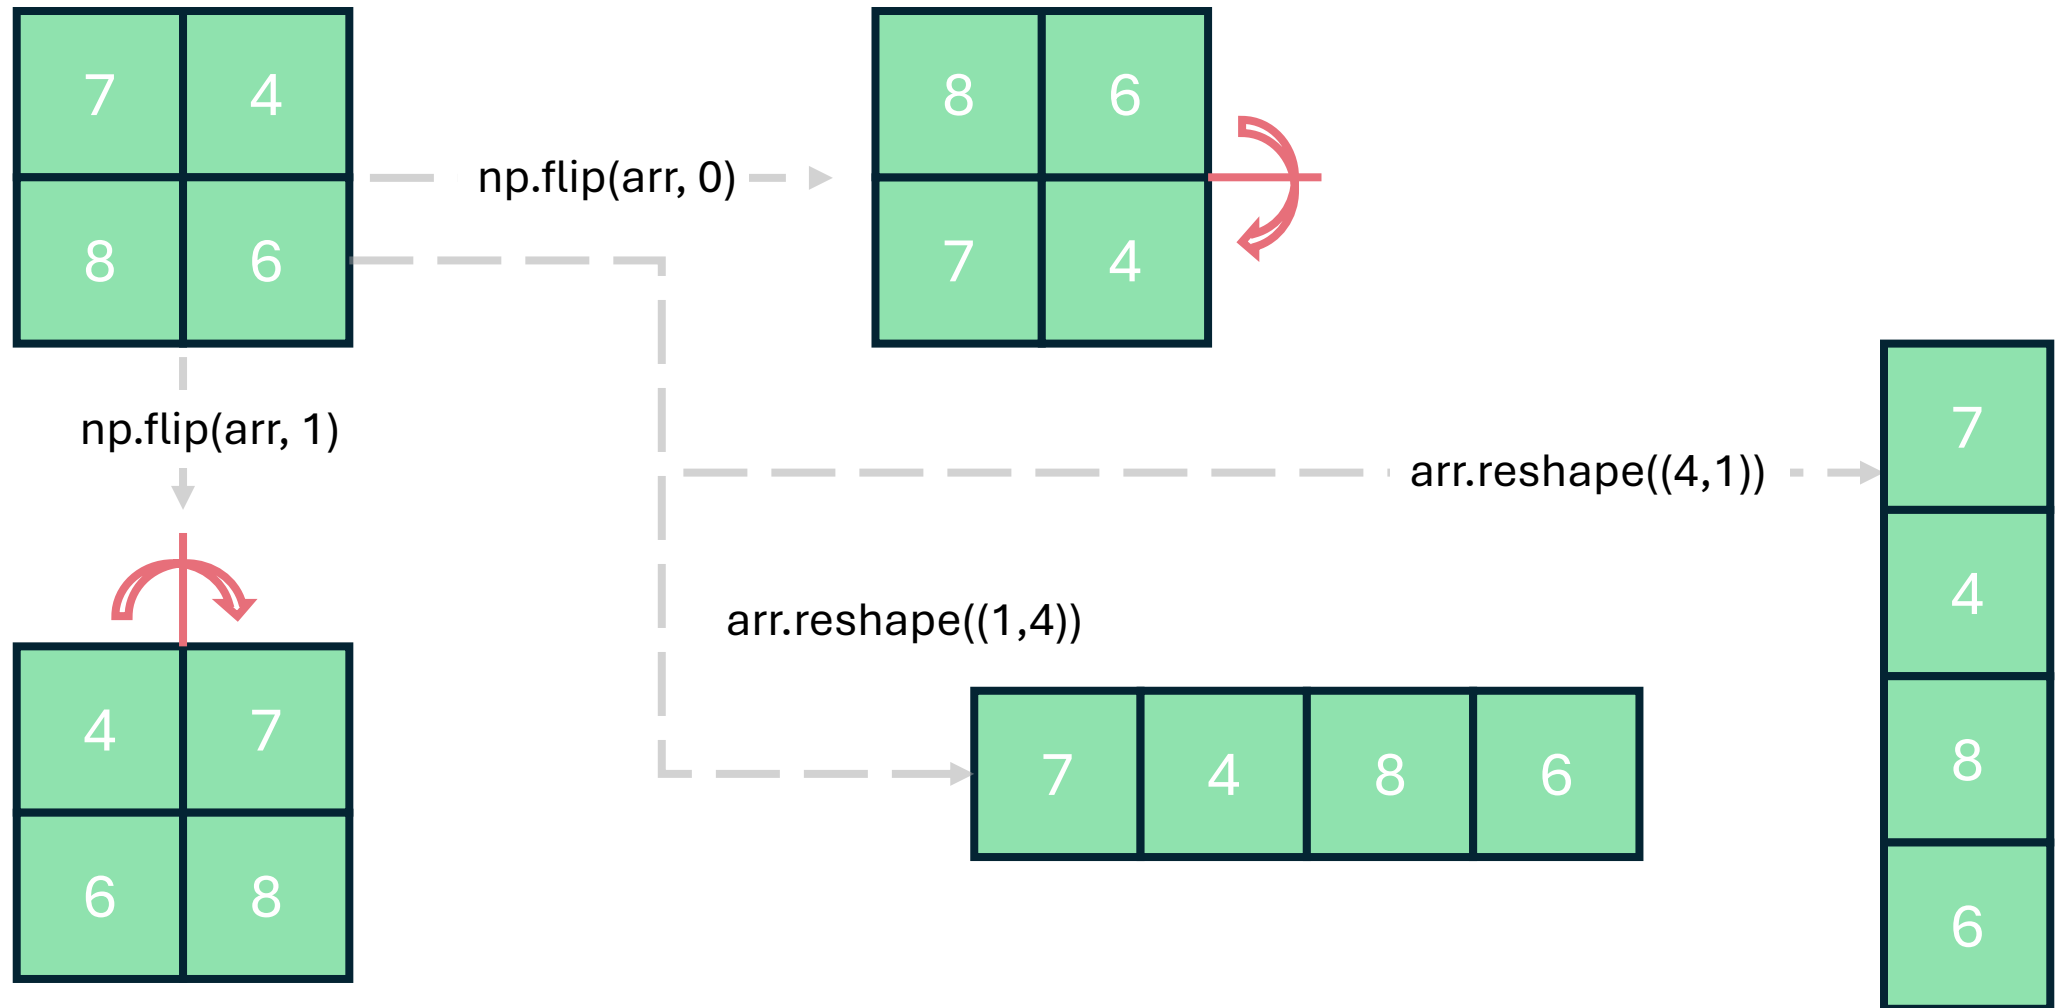 7 4
8 6
np.flip(arr, 0)
8 6
7 4
np.flip(arr, 1)
4 7
6 8
arr.reshape((4,1))
7
4
8
6
arr.reshape((1,4))
7 4 8 6